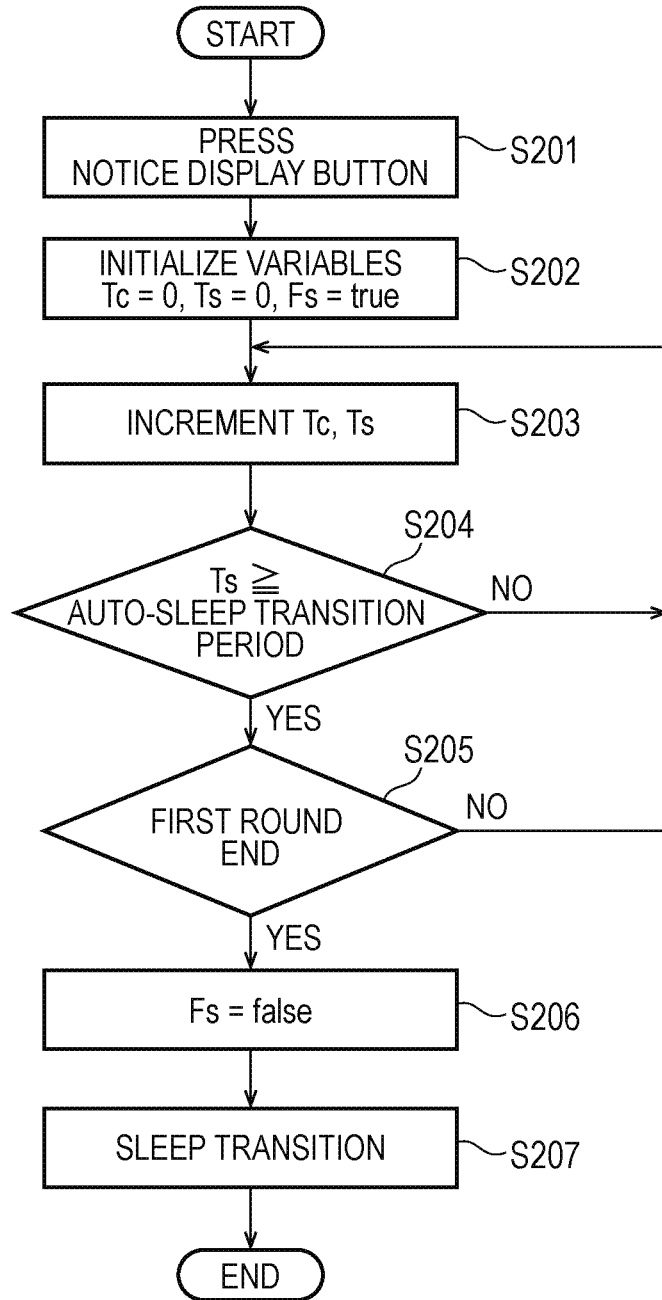 START
PRESS
NOTICE DISPLAY BUTTON
S201
INITIALIZE VARIABLES
Tc = 0, Ts = 0, Fs = true
S202
INCREMENT Tc, Ts
S203
S204
Ts ≧
AUTO-SLEEP TRANSITION
PERIOD
NO
YES
S205
FIRST ROUND
END
NO
YES
Fs = false
S206
SLEEP TRANSITION
S207
END